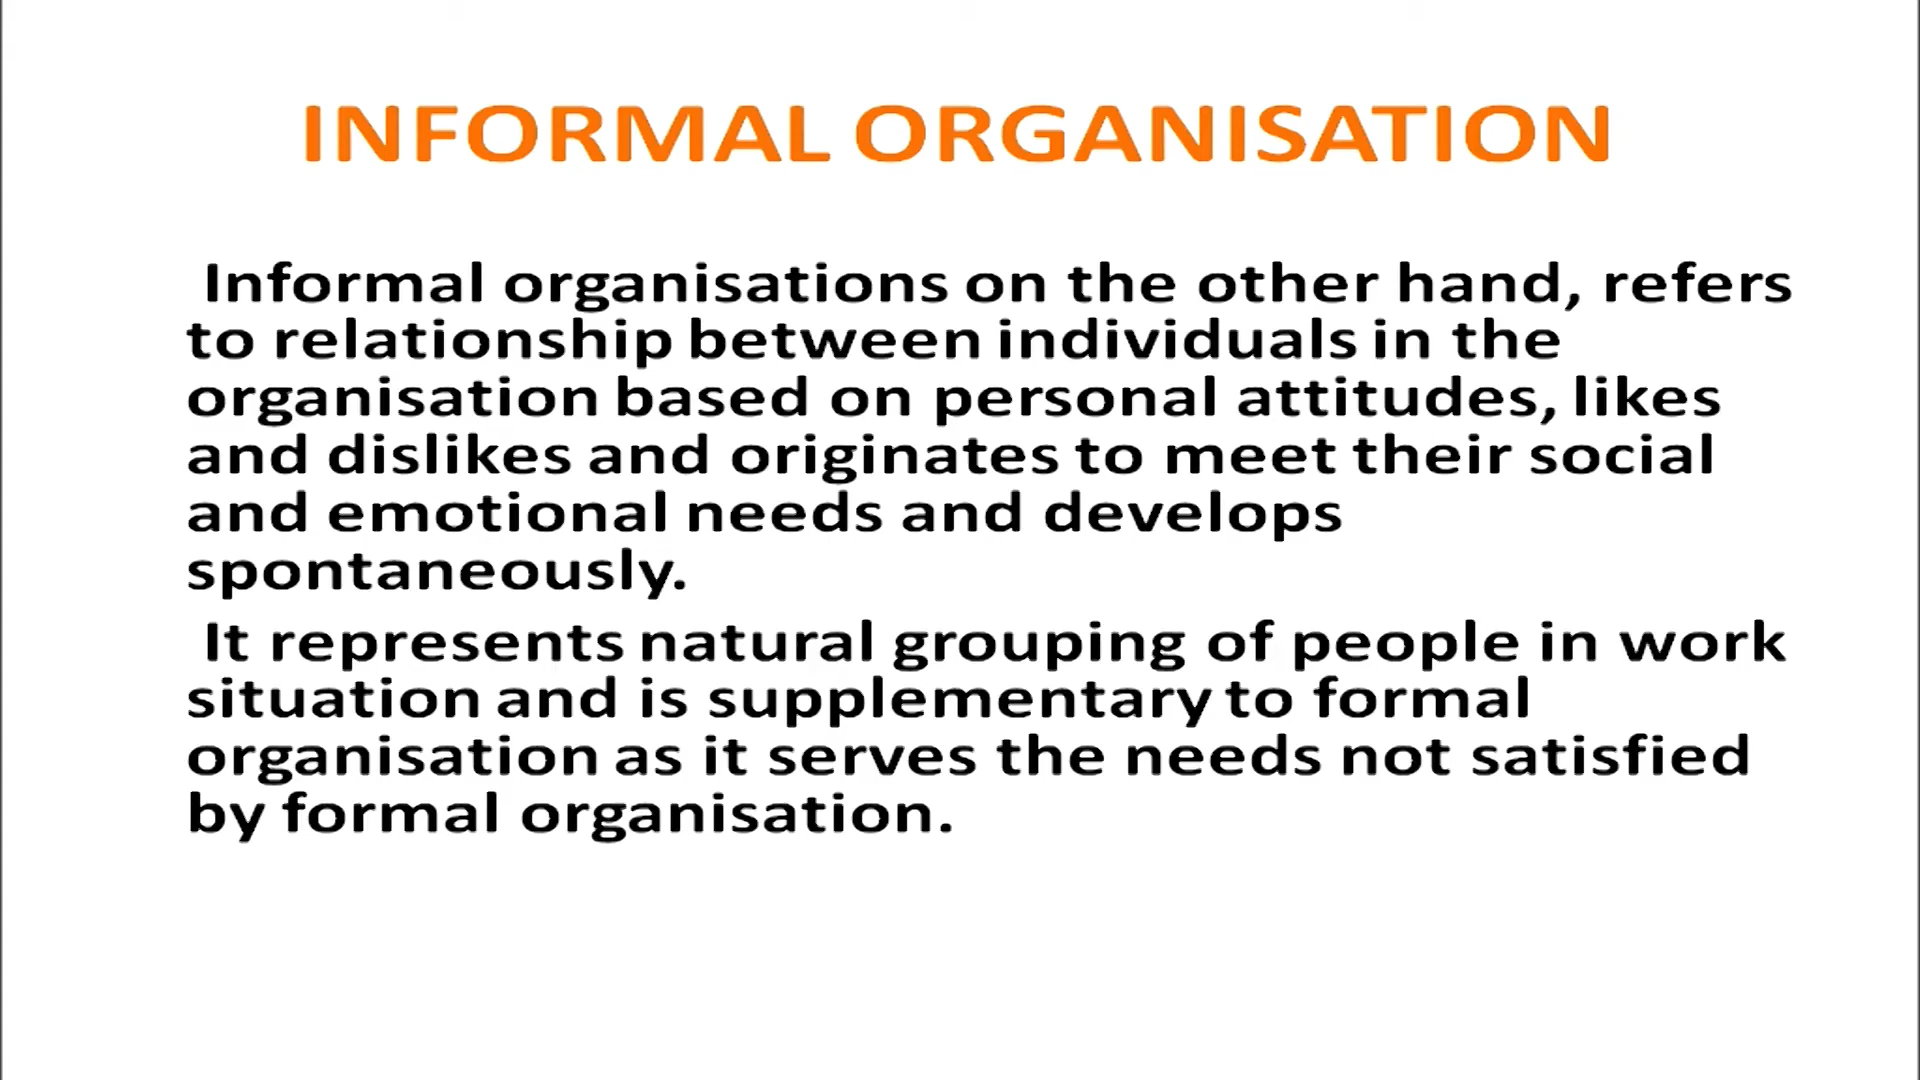 INFORMAL ORGANISATION
Informal organisations on the other hand, refers
to relationship between individuals in the
organisation based on personal attitudes, likes
and dislikes and originates to meet their social
and emotional needs and develops
spontaneously.
It represents natural grouping of people in work
situation and is supplementary to formal
organisation as it serves the needs not satisfied
by formal organisation.